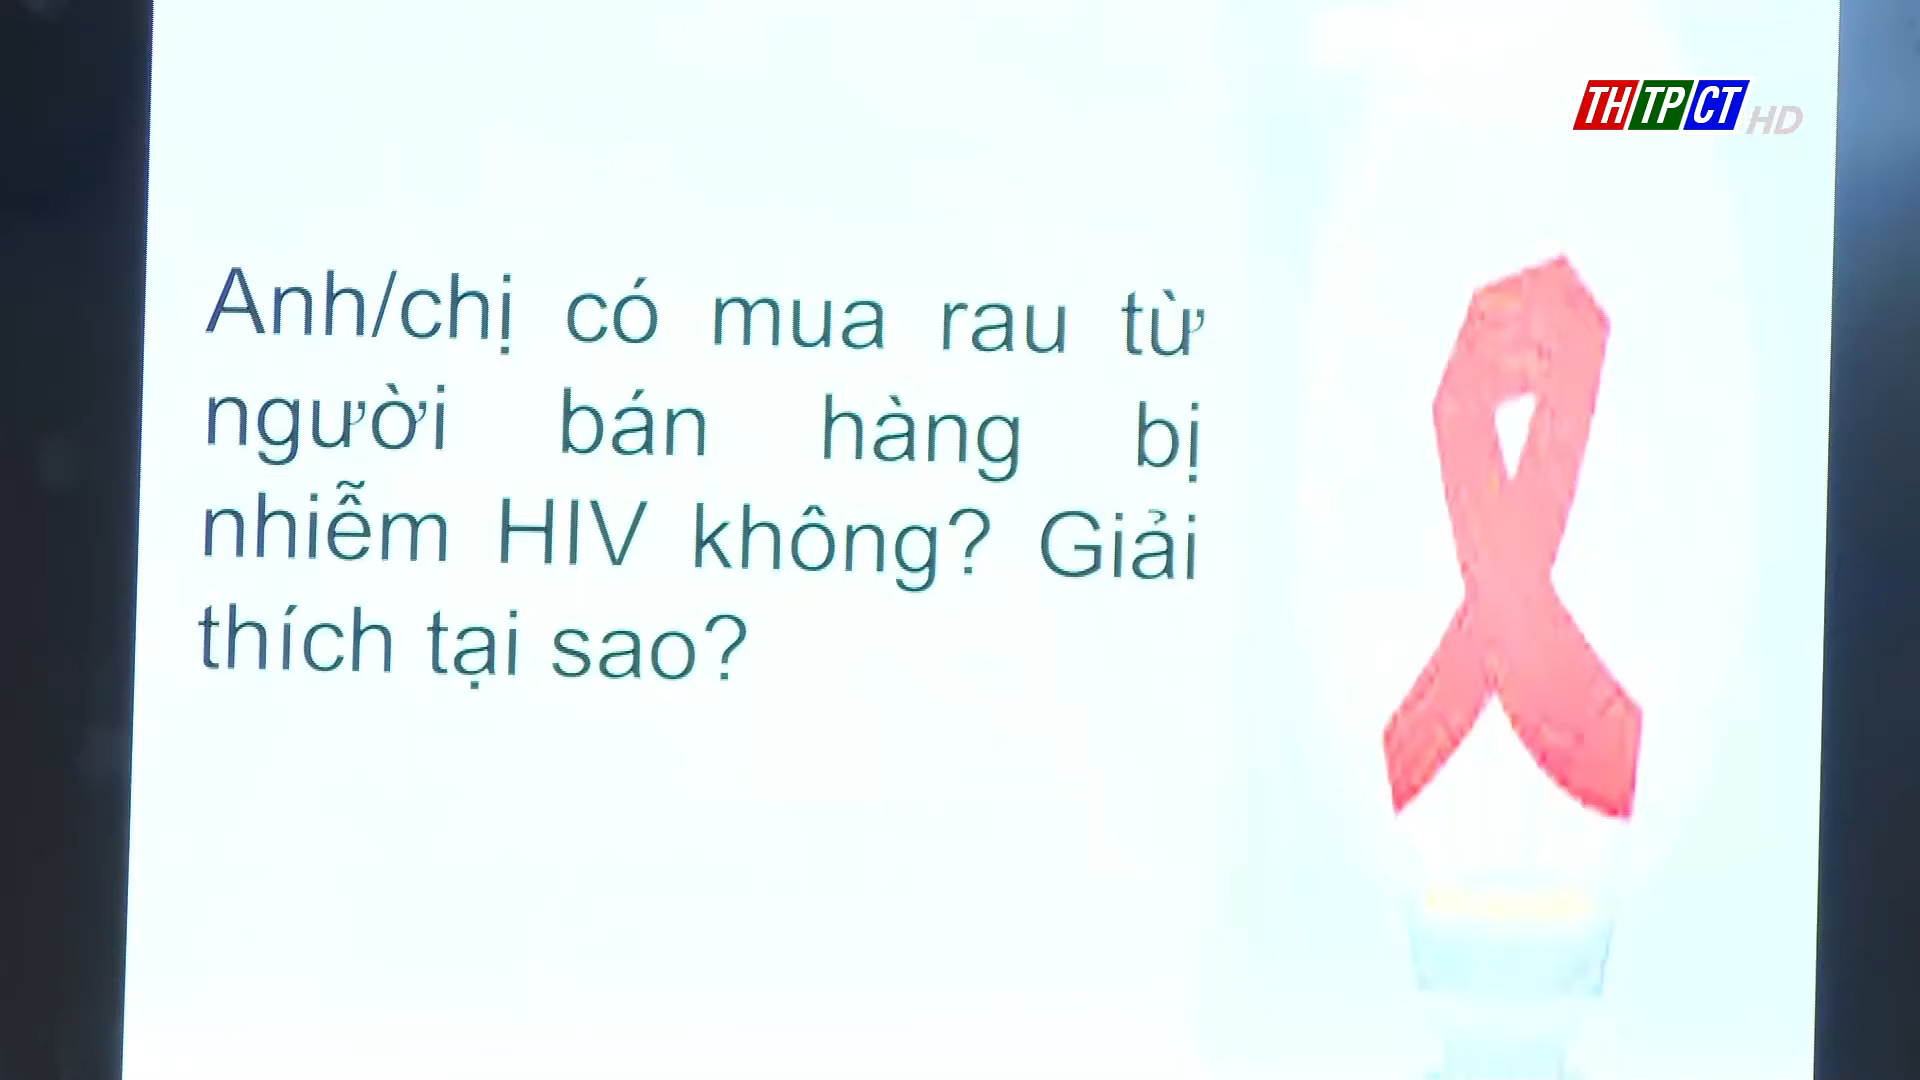 THTPCT HD
Anh/chị có mua rau từ
người bán hàng bị
nhiễm HIV không? Giải
thích tại sao?